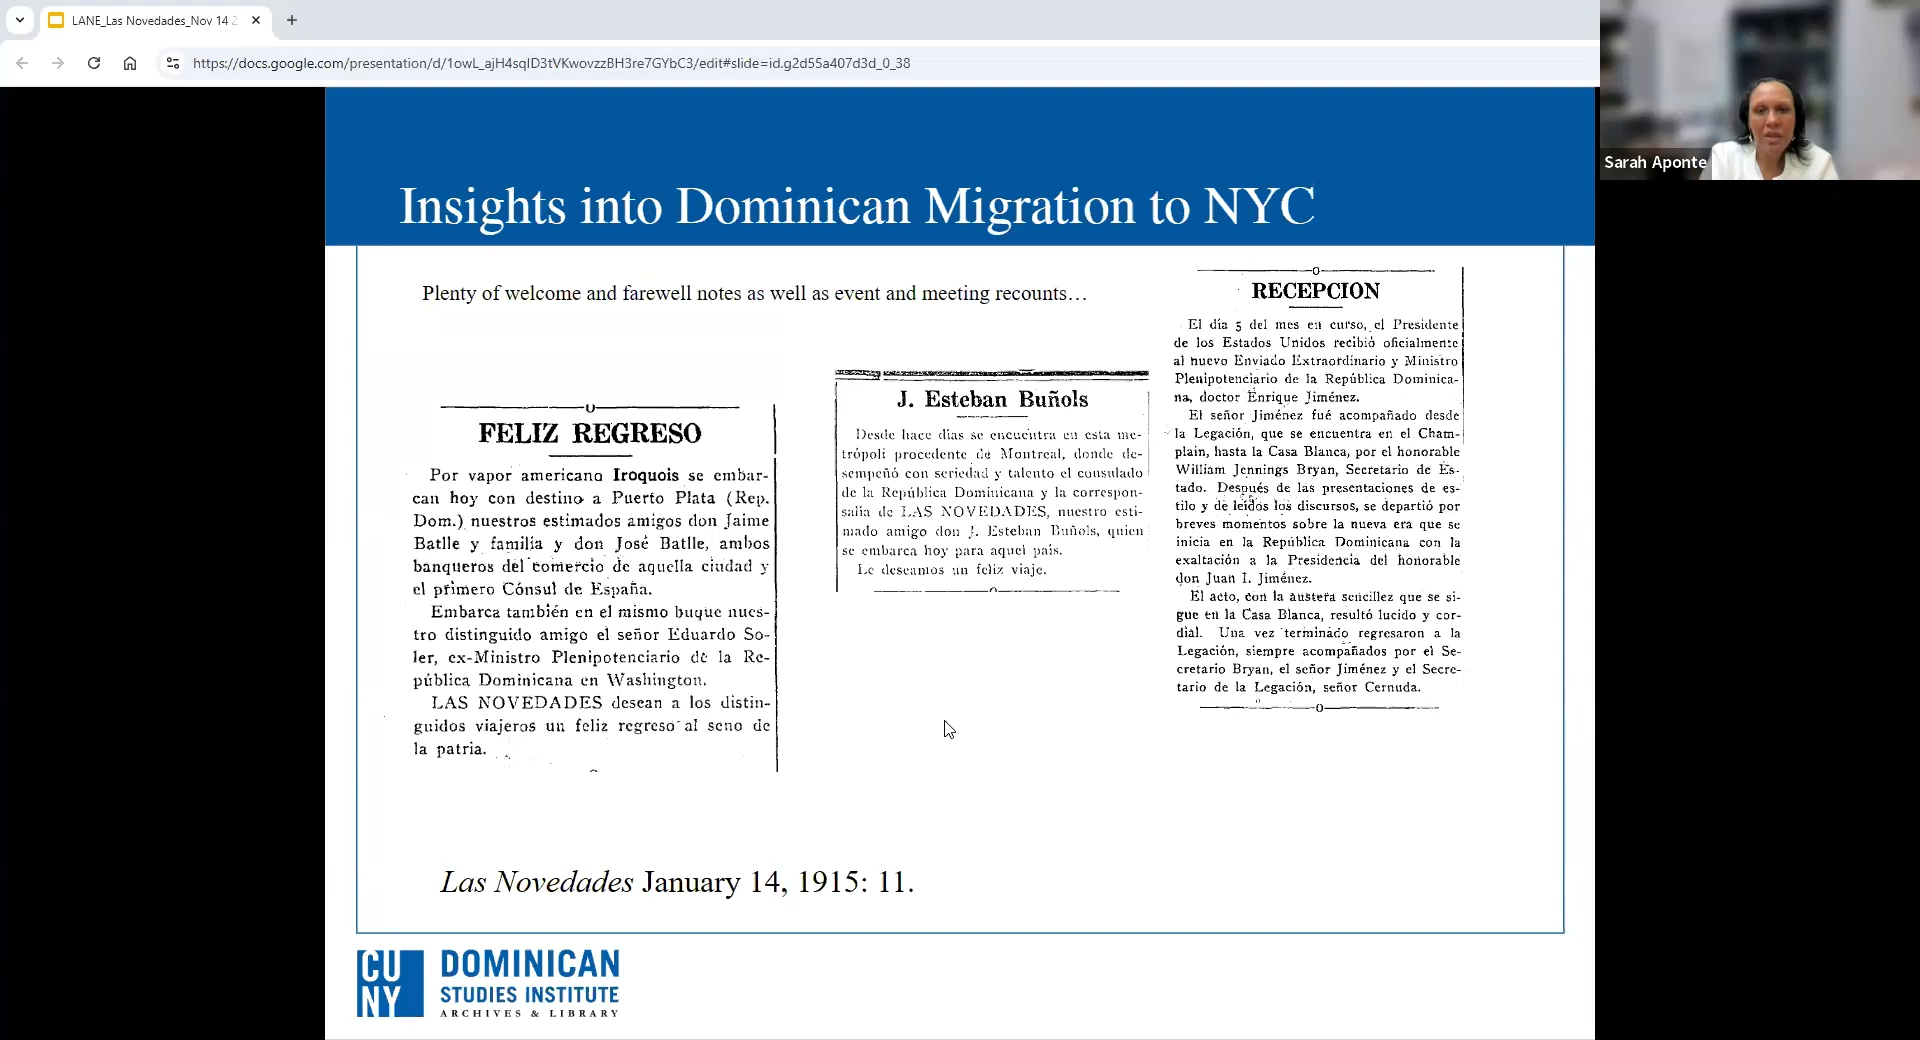 LANE_Las Novedades_Nov 14 2
https://docs.google.com/presentation/d/1owL_ajH4sqlD3tVKwovzzBH3re7GYbC3/edit#slide=id.g2d55a407d3d_0_38
Sarah Aponte
Insights into Dominican Migration to NYC
Plenty of welcome and farewell notes as well as event and meeting recounts…
FELIZ REGRESO
Por vapor americano Iroquois se embar-
can hoy con destino a Puerto Plata (Rep.
Dom.) nuestros estimados amigos don Jaime
Batlle y familia y don José Batlle, ambos
banqueros del comercio de aquella ciudad y
el primero Cónsul de España.
Embarca también en el mismo buque nues-
tro distinguido amigo el señor Eduardo So-
ler, ex-Ministro Plenipotenciario de la Re-
pública Dominicana en Washington.
LAS NOVEDADES desean a los distin-
guidos viajeros un feliz regreso al seno de
la patria.
J. Esteban Buñols
Desde hace días se encuentra en esta me-
trópoli procedente de Montreal, donde de-
sempeñó con seriedad y talento el consulado
de la República Dominicana y la correspon-
salía de LAS NOVEDADES, nuestro esti-
mado amigo don J. Esteban Buñols, quien
se embarca hoy para aquel país.
Le deseamos un feliz viaje.
RECEPCION
El día 5 del mes en curso, el Presidente
de los Estados Unidos recibió oficialmente
al nuevo Enviado Extraordinario y Ministro
Plenipotenciario de la República Dominica-
na, doctor Enrique Jiménez.
El señor Jiménez fué acompañado desde
la Legación, que se encuentra en el Cham-
plain, hasta la Casa Blanca, por el honorable
William Jennings Bryan, Secretario de Es-
tado. Después de las presentaciones de es-
tilo y de leídos los discursos, se departió por
breves momentos sobre la nueva era que se
inicia en la República Dominicana con la
exaltación a la Presidencia del honorable
don Juan I. Jiménez.
El acto, con la austera sencillez que se si-
gue en la Casa Blanca, resultó lucido y cor-
dial. Una vez terminado regresaron a la
Legación, siempre acompañados por el Se-
cretario Bryan, el señor Jiménez y el Secre-
tario de la Legación, señor Cernuda.
Las Novedades January 14, 1915: 11.
CU
NY
DOMINICAN
STUDIES INSTITUTE
ARCHIVES & LIBRARY